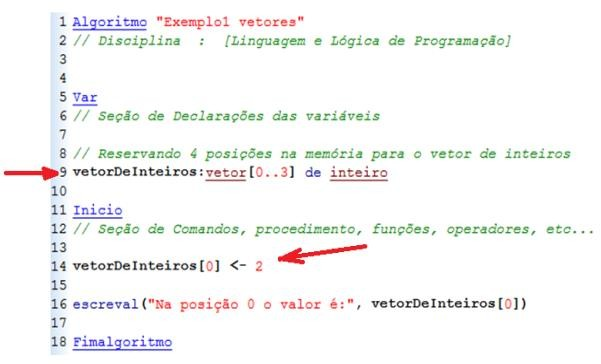 1 Algoritmo "Exemplo1 vetores"
2 // Disciplina : [Linguagem e Lógica de Programação]
3
4
5 Var
6 // Seção de Declarações das variáveis
7
8 // Reservando 4 posições na memória para o vetor de inteiros
9 vetorDeInteiros:vetor[0..3] de inteiro
10
11 Inicio
12 // Seção de Comandos, procedimento, funções, operadores, etc...
13
14 vetorDeInteiros[0] <- 2
15
16 escreval("Na posição 0 o valor é:", vetorDeInteiros[0])
17
18 Fimalgoritmo